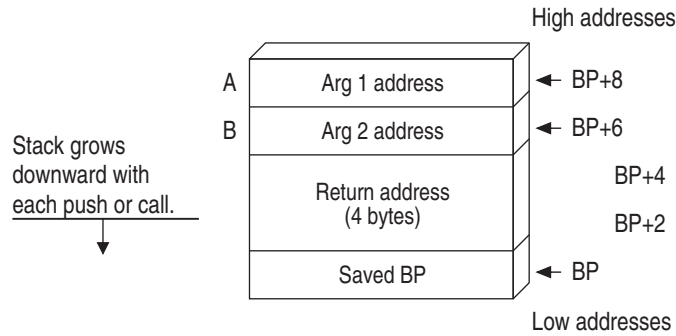 High addresses
A
Arg 1 address
BP+8
B
Arg 2 address
BP+6
Stack grows
downward with
each push or call.
Return address
(4 bytes)
BP+4
BP+2
Saved BP
BP
Low addresses